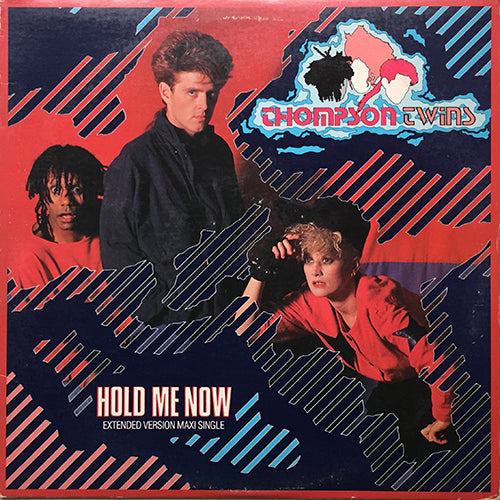 THOMPSON TWINS
HOLD ME NOW
EXTENDED VERSION MAXI SINGLE